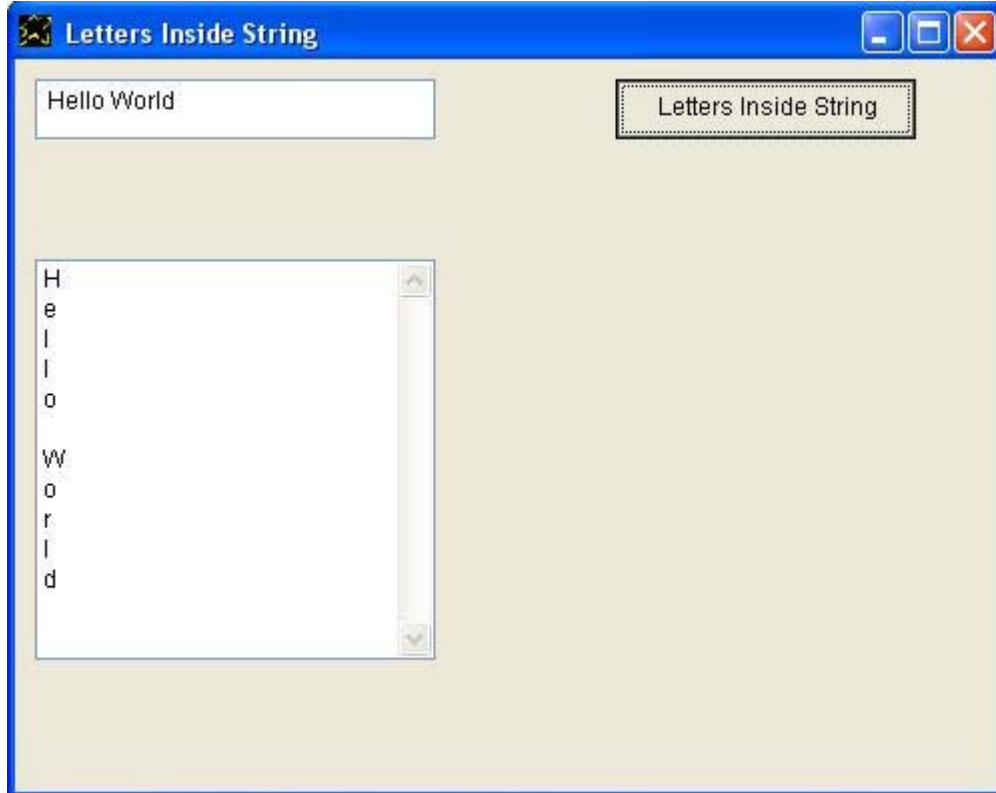 Letters Inside String
Hello World
Letters Inside String
H
e
l
l
o
W
o
r
l
d